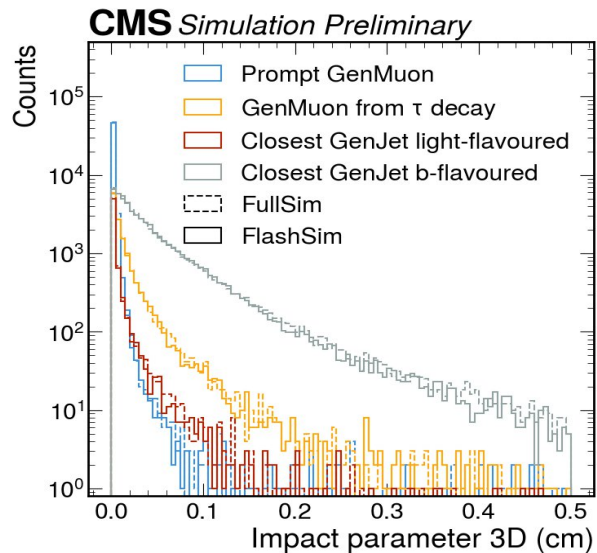 CMS Simulation Preliminary
Counts
Prompt GenMuon
GenMuon from τ decay
Closest GenJet light-flavoured
Closest GenJet b-flavoured
FullSim
FlashSim
10⁵
10⁴
10³
10²
10¹
10⁰
0.0 0.1 0.2 0.3 0.4 0.5
Impact parameter 3D (cm)